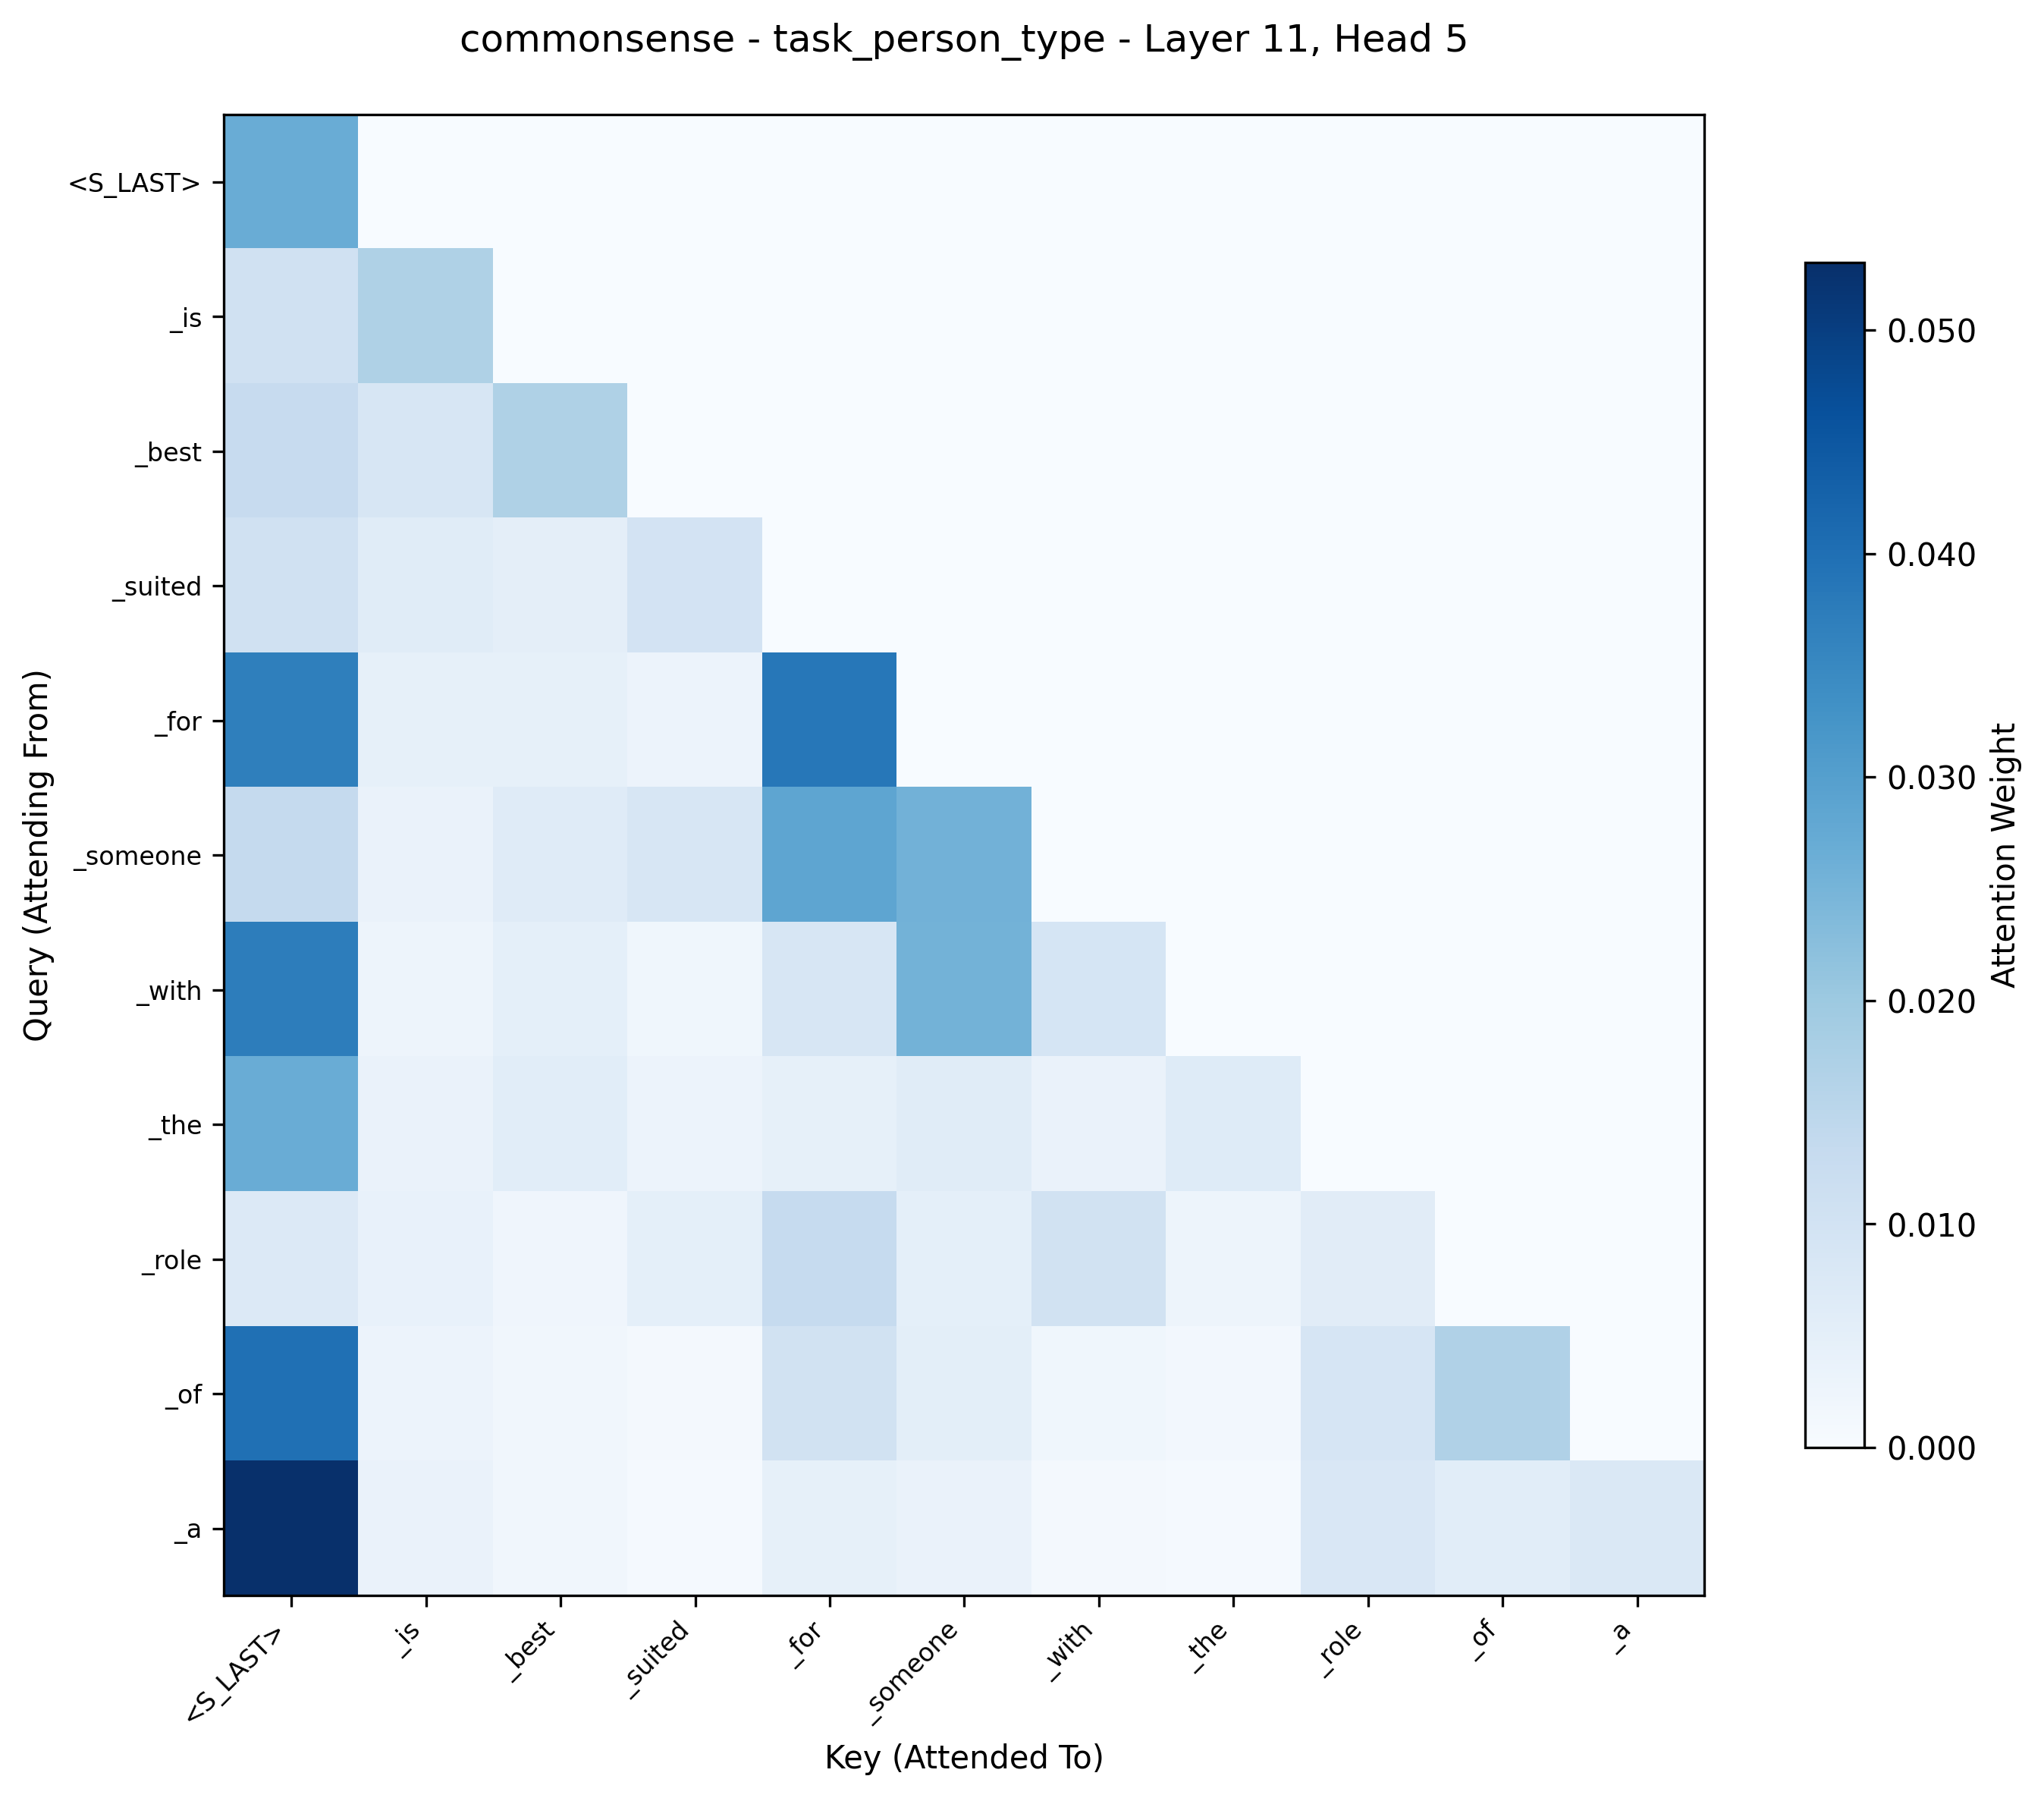 commonsense - task_person_type - Layer 11, Head 5
Query (Attending From)
<S_LAST>
_is
_best
_suited
_for
_someone
_with
_the
_role
_of
_a
<S_LAST>
_is
_best
_suited
_for
_someone
_with
_the
_role
_of
_a
Key (Attended To)
0.050
0.040
0.030
0.020
0.010
0.000
Attention Weight